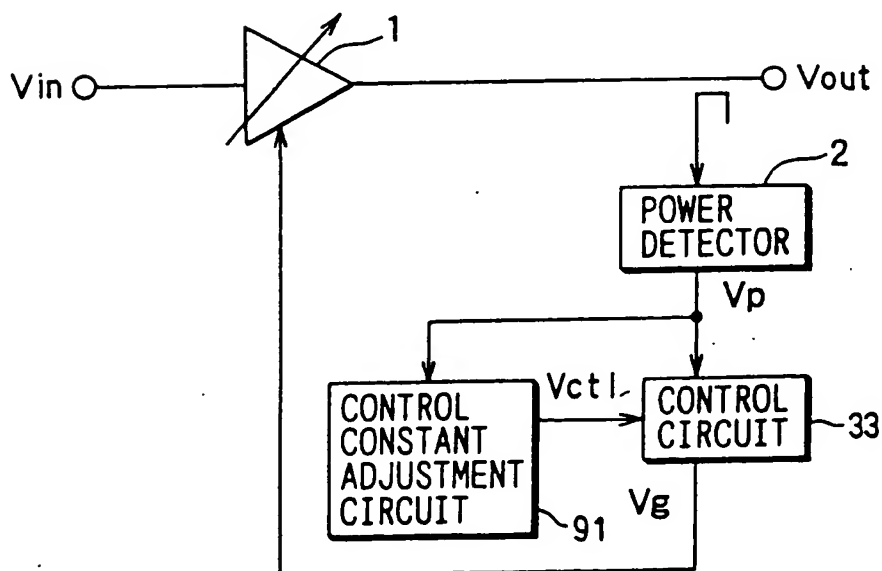 1
Vin
Vout
2
POWER
DETECTOR
Vp
Vctl
CONTROL
CONSTANT
ADJUSTMENT
CIRCUIT
CONTROL
CIRCUIT
33
91
Vg